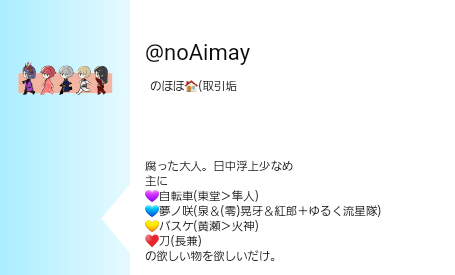 @noAimay
のほほ🏠(取引垢
腐った大人。日中浮上少なめ
主に
💜自転車(東堂＞隼人)
💙夢ノ咲(泉＆(零)晃牙＆紅郎＋ゆるく流星隊)
💛バスケ(黄瀬＞火神)
❤️刀(長兼)
の欲しい物を欲しいだけ。